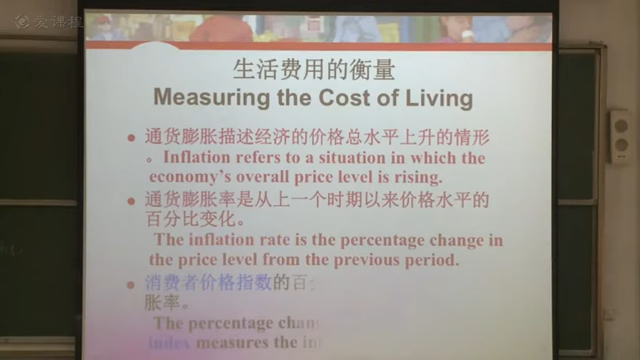 爱课程
生活费用的衡量
Measuring the Cost of Living
通货膨胀描述经济的价格总水平上升的情形
。Inflation refers to a situation in which the
economy's overall price level is rising.
通货膨胀率是从上一个时期以来价格水平的
百分比变化。
The inflation rate is the percentage change in
the price level from the previous period.
消费者价格指数的百
胀率。
The percentage chan
index measures the in